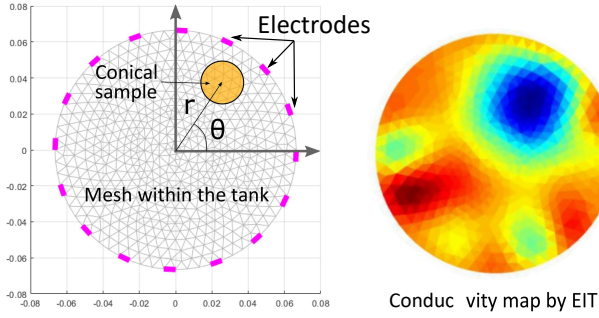 Electrodes
Conical
sample
r
θ
Mesh within the tank
0.08
0.06
0.04
0.02
0
-0.02
-0.04
-0.06
-0.08
-0.08 -0.06 -0.04 -0.02 0 0.02 0.04 0.06 0.08
Conduc vity map by EIT